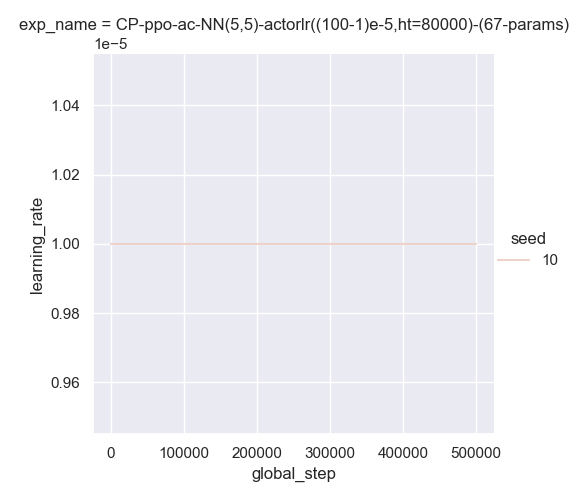 exp_name = CP-ppo-ac-NN(5,5)-actorlr((100-1)e-5,ht=80000)-(67-params)
1e−5
1.04
1.02
1.00
0.98
0.96
learning_rate
0
100000
200000
300000
400000
500000
global_step
seed
10